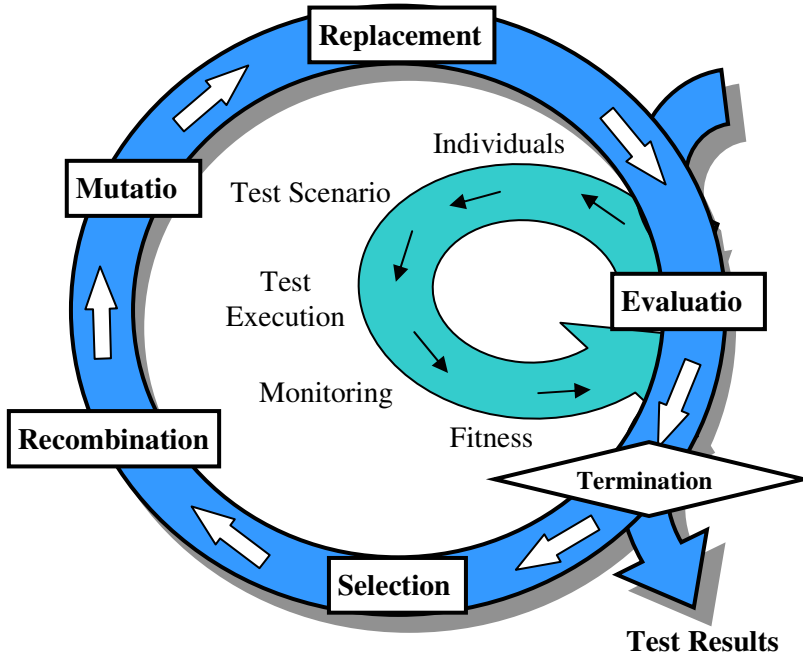 Replacement
Individuals
Mutatio
Test Scenario
Test
Execution
Evaluatio
Monitoring
Recombination
Fitness
Termination
Selection
Test Results